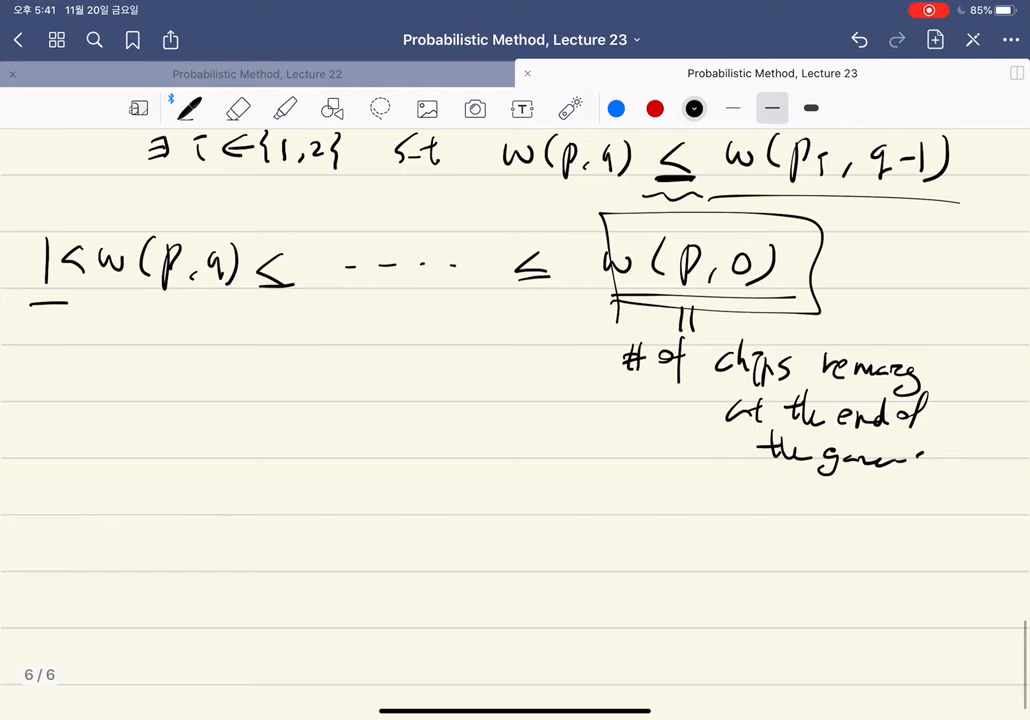 오후 5:41 11월 20일 금요일
85%
Probabilistic Method, Lecture 23
Probabilistic Method, Lecture 22
Probabilistic Method, Lecture 23
∃ i ∈ {1,2} s.t w(p,q) ≤ w(pᵢ, q-1)
1 < w(p,q) ≤ ----- ≤ w(p,0)
||
# of chips
at the end of
the game.
6 / 6